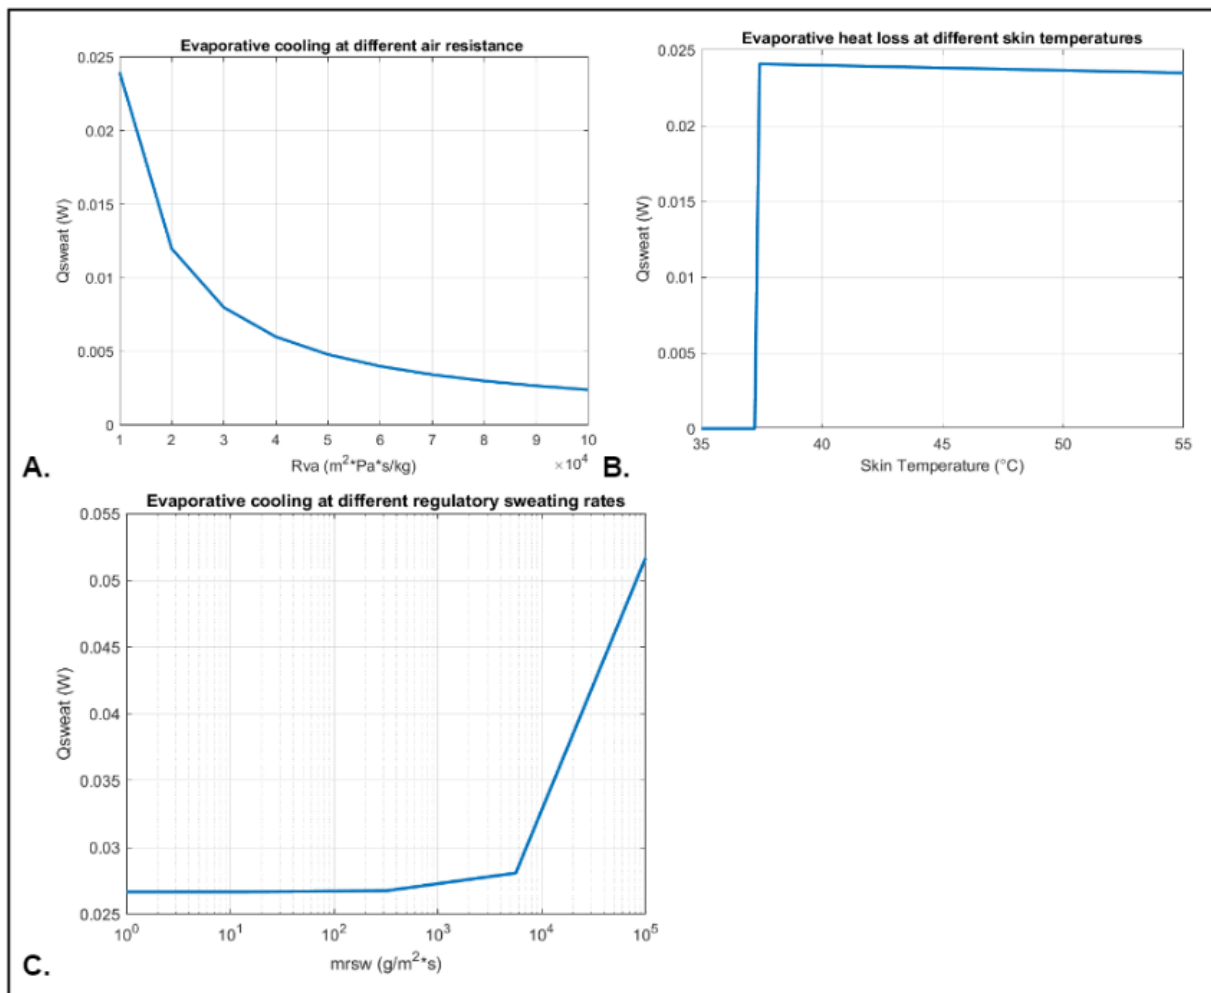 Evaporative cooling at different air resistance
0.025
0.02
0.015
0.01
0.005
0
Qsweat (W)
1 2 3 4 5 6 7 8 9 10
Rva (m²*Pa*s/kg)
×10⁴
A.
Evaporative heat loss at different skin temperatures
0.025
0.02
0.015
0.01
0.005
0
Qsweat (W)
35 40 45 50 55
Skin Temperature (°C)
B.
Evaporative cooling at different regulatory sweating rates
0.055
0.05
0.045
0.04
0.035
0.03
0.025
Qsweat (W)
10⁰ 10¹ 10² 10³ 10⁴ 10⁵
mrsw (g/m²*s)
C.